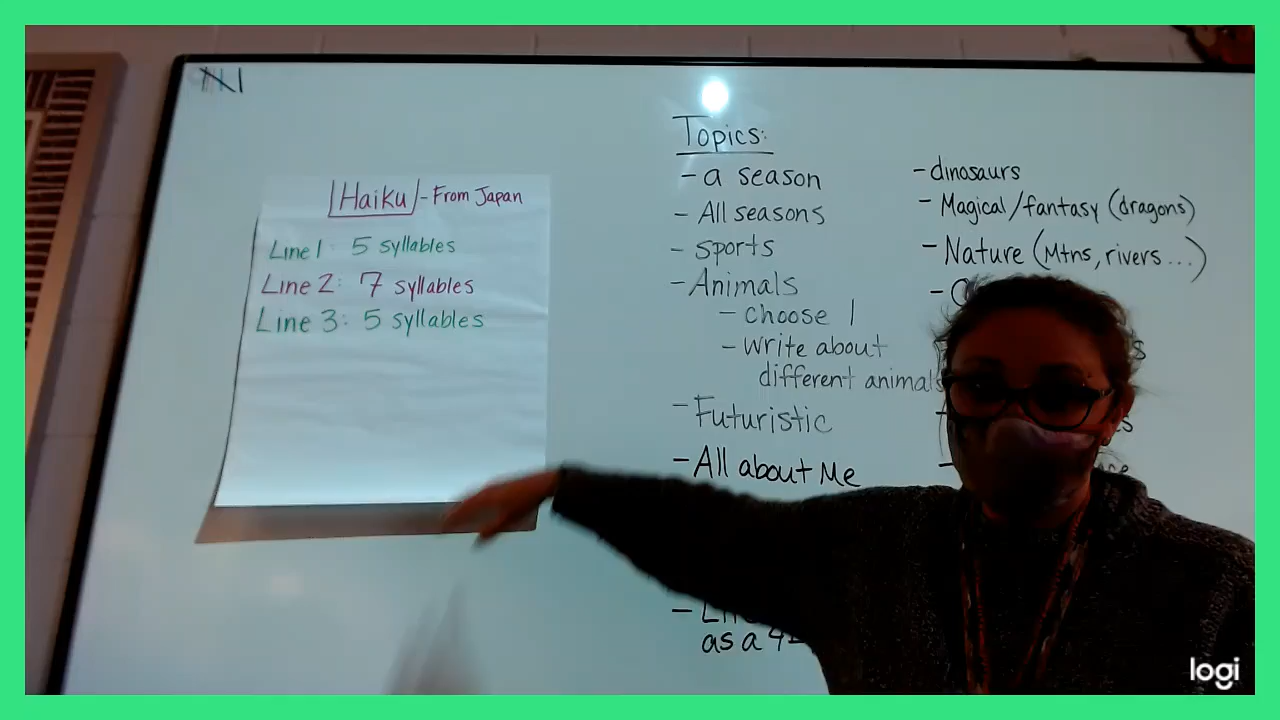 Haiku - From Japan
Line 1: 5 syllables
Line 2: 7 syllables
Line 3: 5 syllables
Topics:
- a season
- All seasons
- sports
- Animals
- choose 1
- write about
different animals
- Futuristic
- All about Me
as a
- dinosaurs
- Magical/fantasy (dragons)
- Nature (Mtns, rivers...)
logi